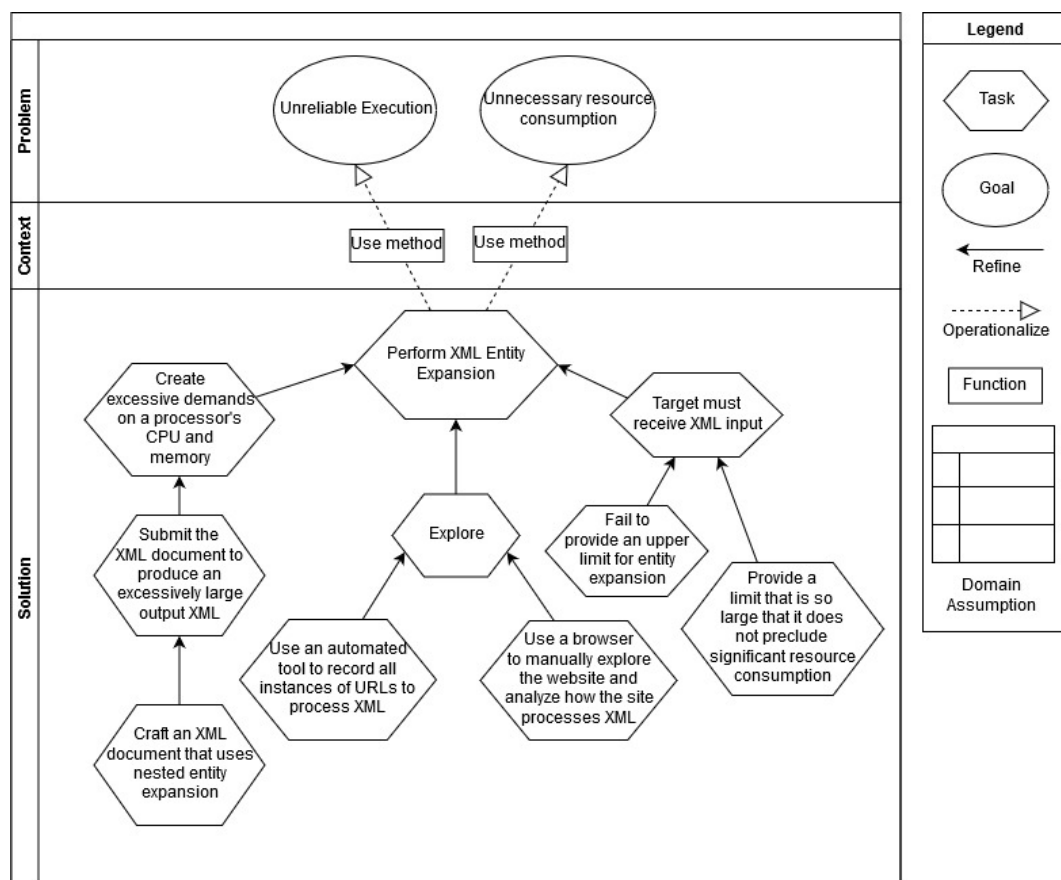 Legend
Problem
Unreliable Execution
Unnecessary resource
consumption
Task
Goal
Context
Use method
Use method
Refine
Operationalize
Function
Solution
Perform XML Entity
Expansion
Create
excessive demands
on a processor's
CPU and
memory
Target must
receive XML input
Submit the
XML document to
produce an
excessively large
output XML
Explore
Fail to
provide an upper
limit for entity
expansion
Provide a
limit that is so
large that it does
not preclude
significant resource
consumption
Use an automated
tool to record all
instances of URLs to
process XML
Use a browser
to manually explore
the website and
analyze how the site
processes XML
Craft an XML
document that uses
nested entity
expansion
Domain
Assumption